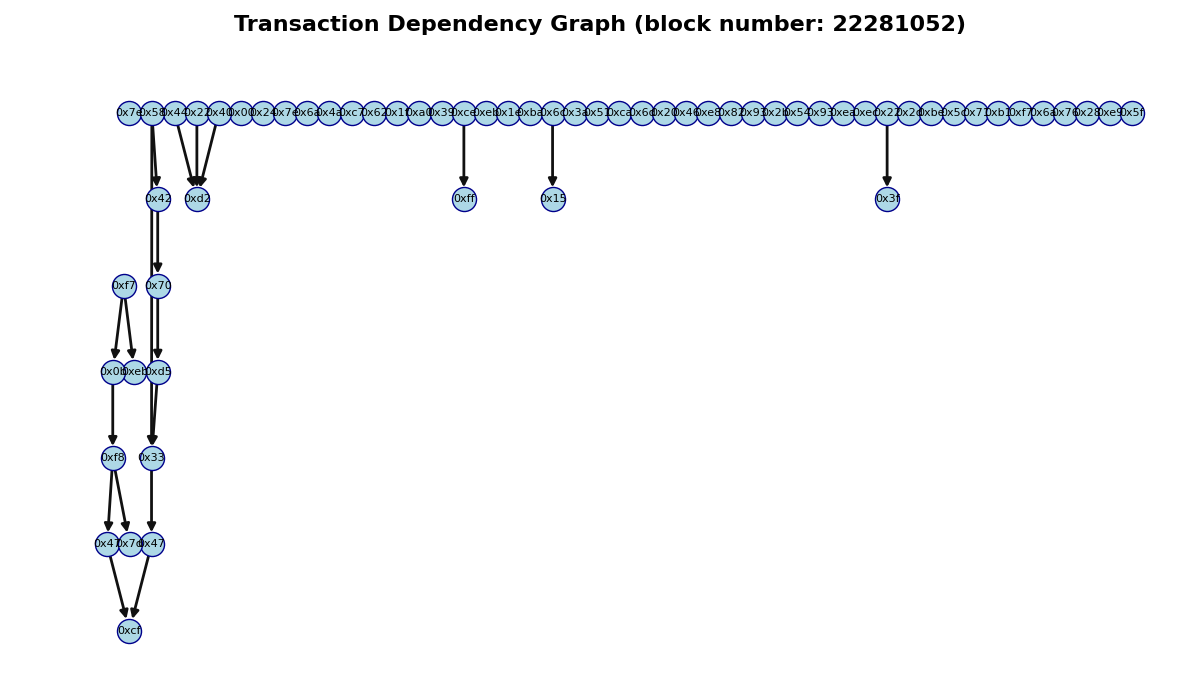 Transaction Dependency Graph (block number: 22281052)
0x7e 0x58 0x44 0x22 0x40 0x00 0x24 0x7e 0x6a 0x4a 0xc7 0x62 0x1f 0xa0 0x39 0xce 0xeb 0x1e 0xba 0x6c 0x3a 0x51 0xca 0x6d 0x20 0x46 0xe8 0x82 0x93 0x2b 0x54 0x93 0xea 0xec 0x22 0x2d 0xbe 0x5c 0x71 0xb1 0xf7 0x6a 0x76 0x28 0xe9 0x5f
0x42 0xd2 0xff 0x15 0x3f
0xf7 0x70
0x0b 0xeb 0xd5
0xf8 0x33
0x47 0x7d 0x47
0xcf